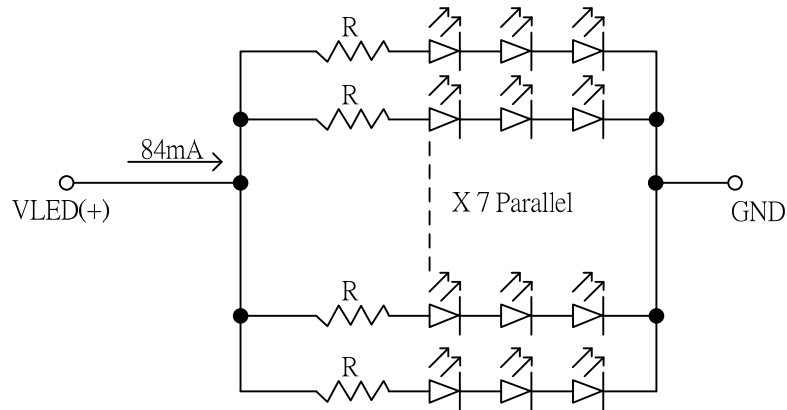 R
R
84mA
VLED(+)
X 7 Parallel
GND
R
R